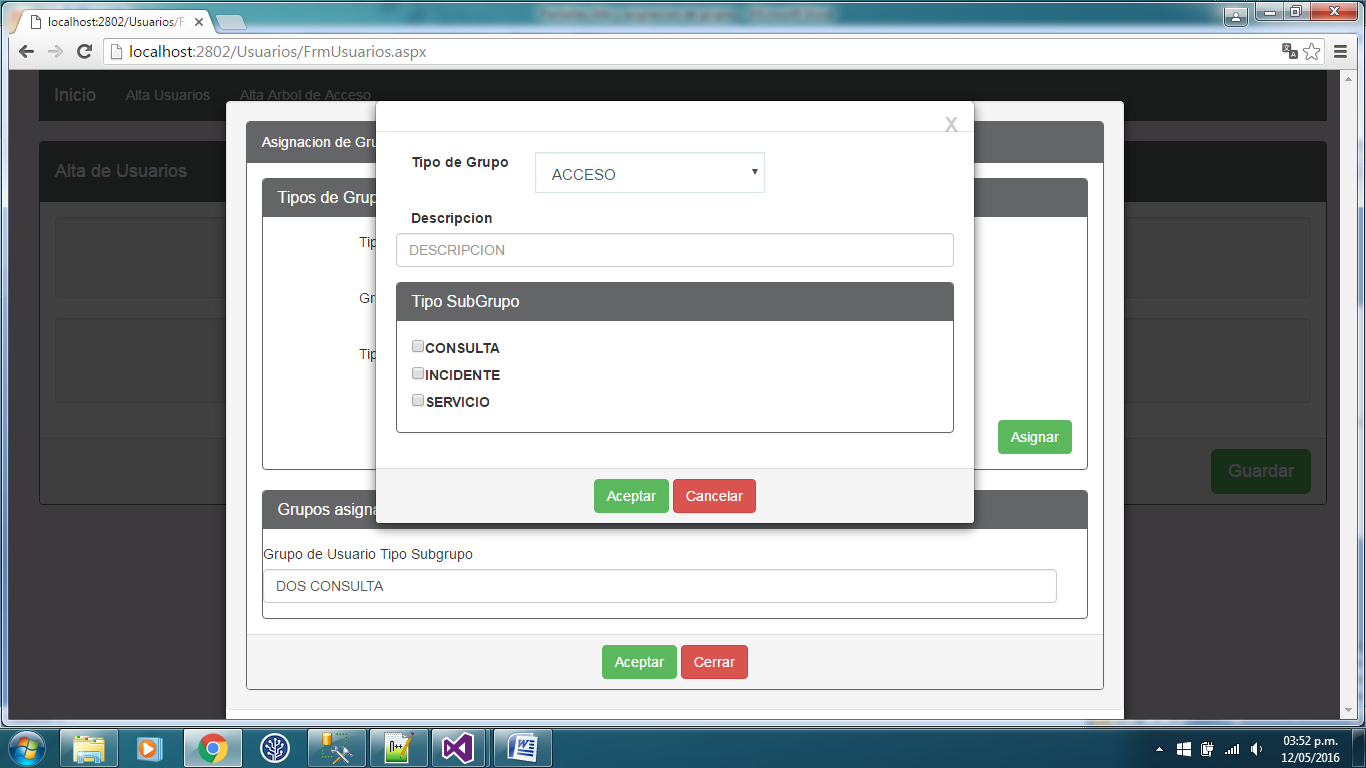 localhost:2802/Usuarios/F
localhost:2802/Usuarios/FrmUsuarios.aspx
Inicio Alta Usuarios Alta Arbol de Acceso
Alta de Usuarios
Asignacion de Gru
Tipos de Grup
Tip
Gr
Tip
X
Tipo de Grupo ACCESO
Descripcion
DESCRIPCION
Tipo SubGrupo
CONSULTA
INCIDENTE
SERVICIO
Asignar
Guardar
Aceptar Cancelar
Grupos asigna
Grupo de Usuario Tipo Subgrupo
DOS CONSULTA
Aceptar Cerrar
03:52 p.m.
12/05/2016